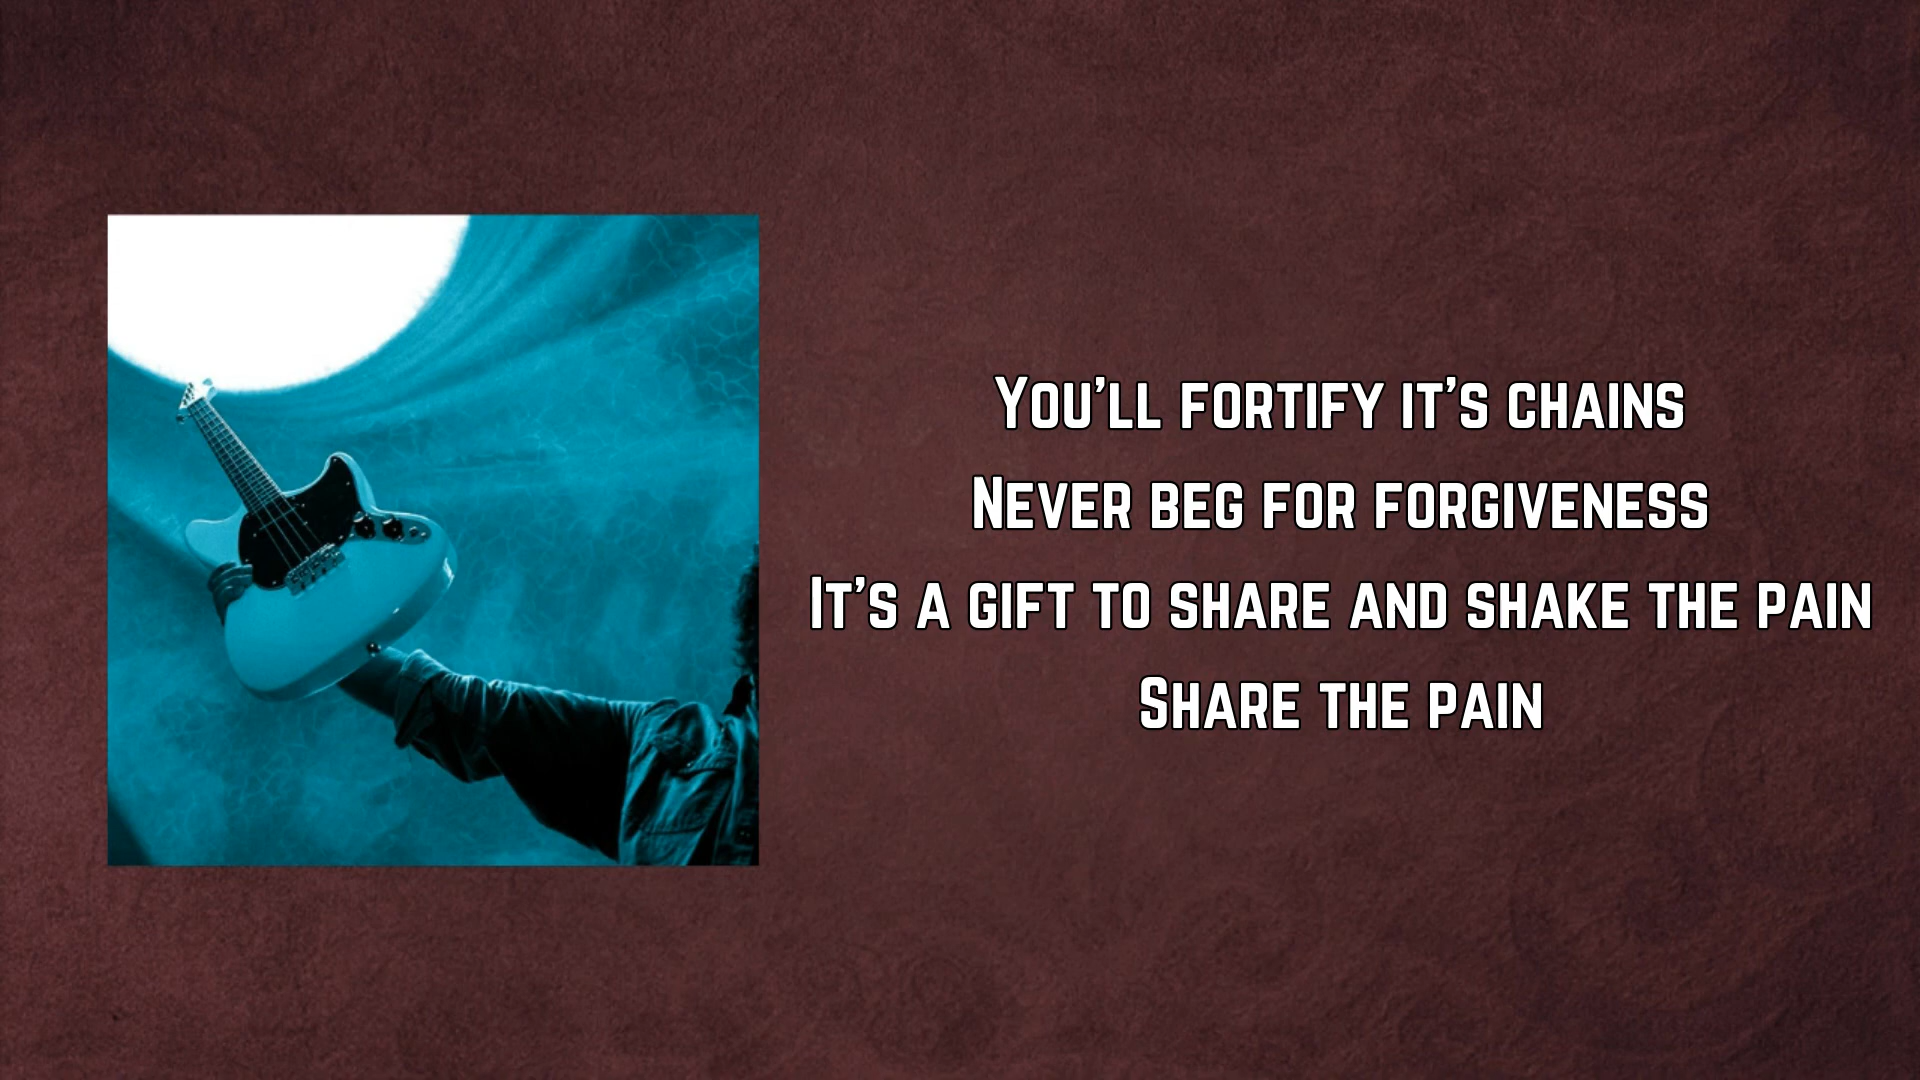 You'll fortify it's chains
Never beg for forgiveness
It's a gift to share and shake the pain
Share the pain